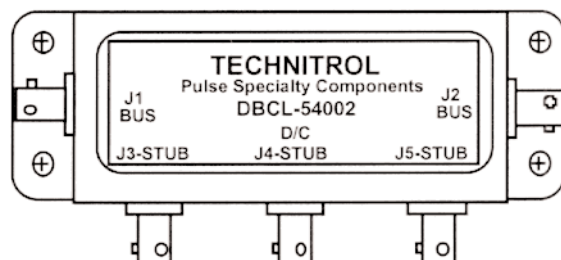 TECHNITROL
Pulse Specialty Components
J1 BUS
DBCL-54002
J2 BUS
D/C
J3-STUB J4-STUB J5-STUB